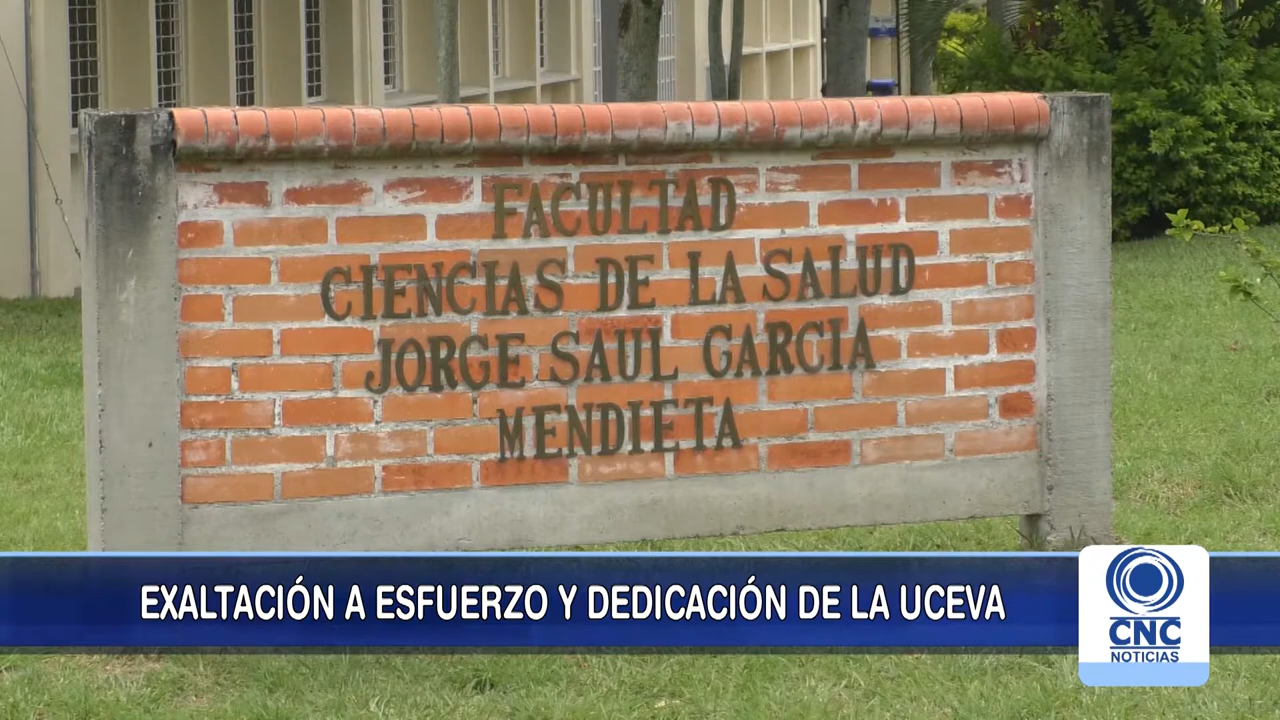 FACULTAD
CIENCIAS DE LA SALUD
JORGE SAUL GARCIA
MENDIETA
EXALTACIÓN A ESFUERZO Y DEDICACIÓN DE LA UCEVA
CNC
NOTICIAS